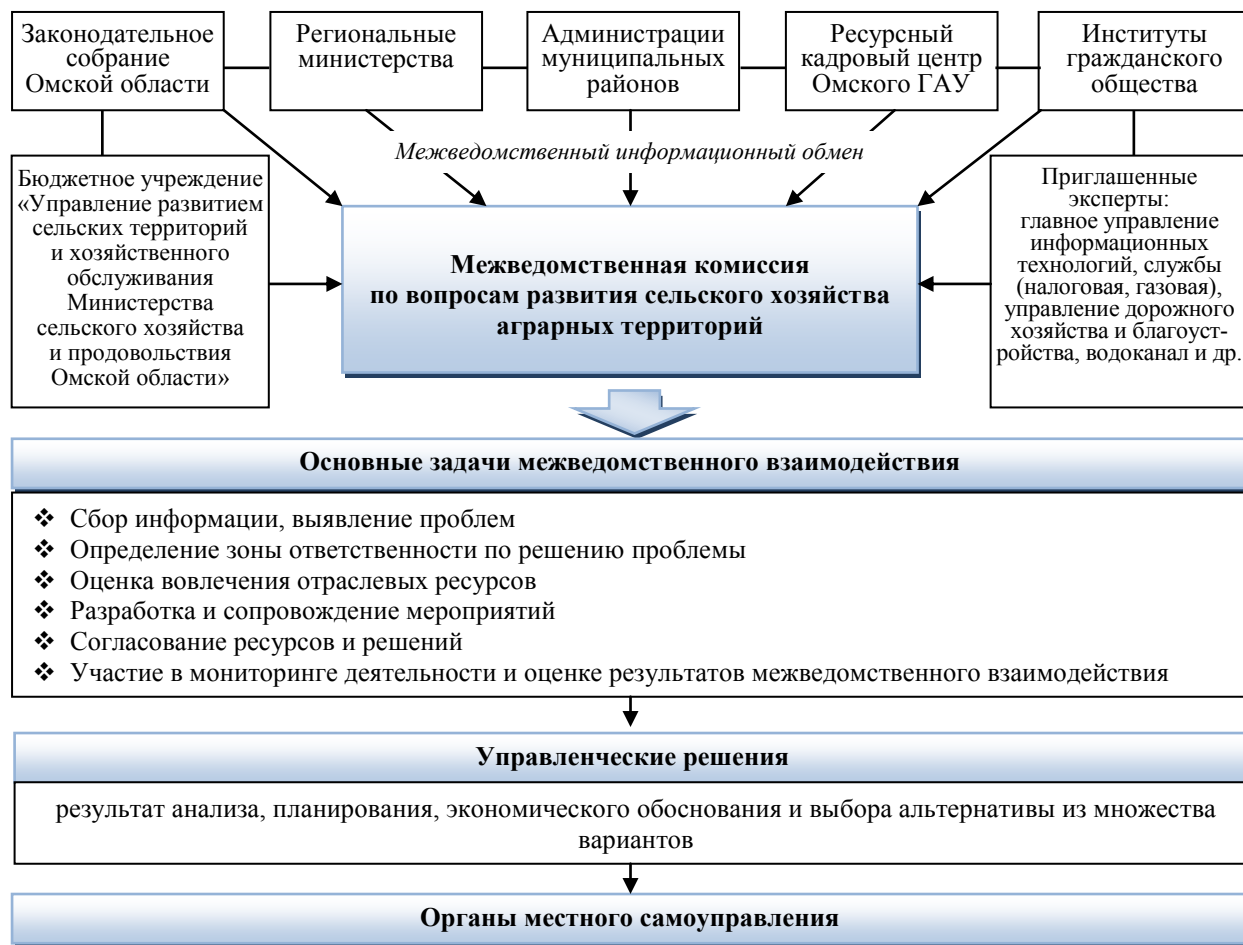 Законодательное
собрание
Омской области
Региональные
министерства
Администрации
муниципальных
районов
Ресурсный
кадровый центр
Омского ГАУ
Институты
гражданского
общества
Межведомственный информационный обмен
Бюджетное учреждение
«Управление развитием
сельских территорий
и хозяйственного
обслуживания
Министерства
сельского хозяйства
и продовольствия
Омской области»
Межведомственная комиссия
по вопросам развития сельского хозяйства
аграрных территорий
Приглашенные
эксперты:
главное управление
информационных
технологий, службы
(налоговая, газовая),
управление дорожного
хозяйства и благоуст-
ройства, водоканал и др.
Основные задачи межведомственного взаимодействия
❖ Сбор информации, выявление проблем
❖ Определение зоны ответственности по решению проблемы
❖ Оценка вовлечения отраслевых ресурсов
❖ Разработка и сопровождение мероприятий
❖ Согласование ресурсов и решений
❖ Участие в мониторинге деятельности и оценке результатов межведомственного взаимодействия
Управленческие решения
результат анализа, планирования, экономического обоснования и выбора альтернативы из множества
вариантов
Органы местного самоуправления